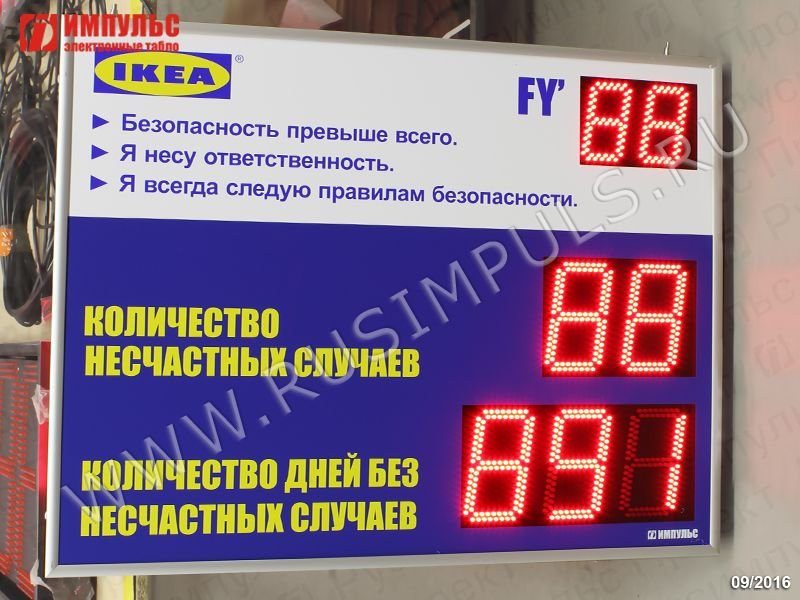 ИМПУЛЬС
электронные табло
IKEA®
FY' 88
► Безопасность превыше всего.
► Я несу ответственность.
► Я всегда следую правилам безопасности.
КОЛИЧЕСТВО
НЕСЧАСТНЫХ СЛУЧАЕВ
88
КОЛИЧЕСТВО ДНЕЙ БЕЗ
НЕСЧАСТНЫХ СЛУЧАЕВ
891
ИМПУЛЬС
WWW.RUSIMPULS.RU
09/2016